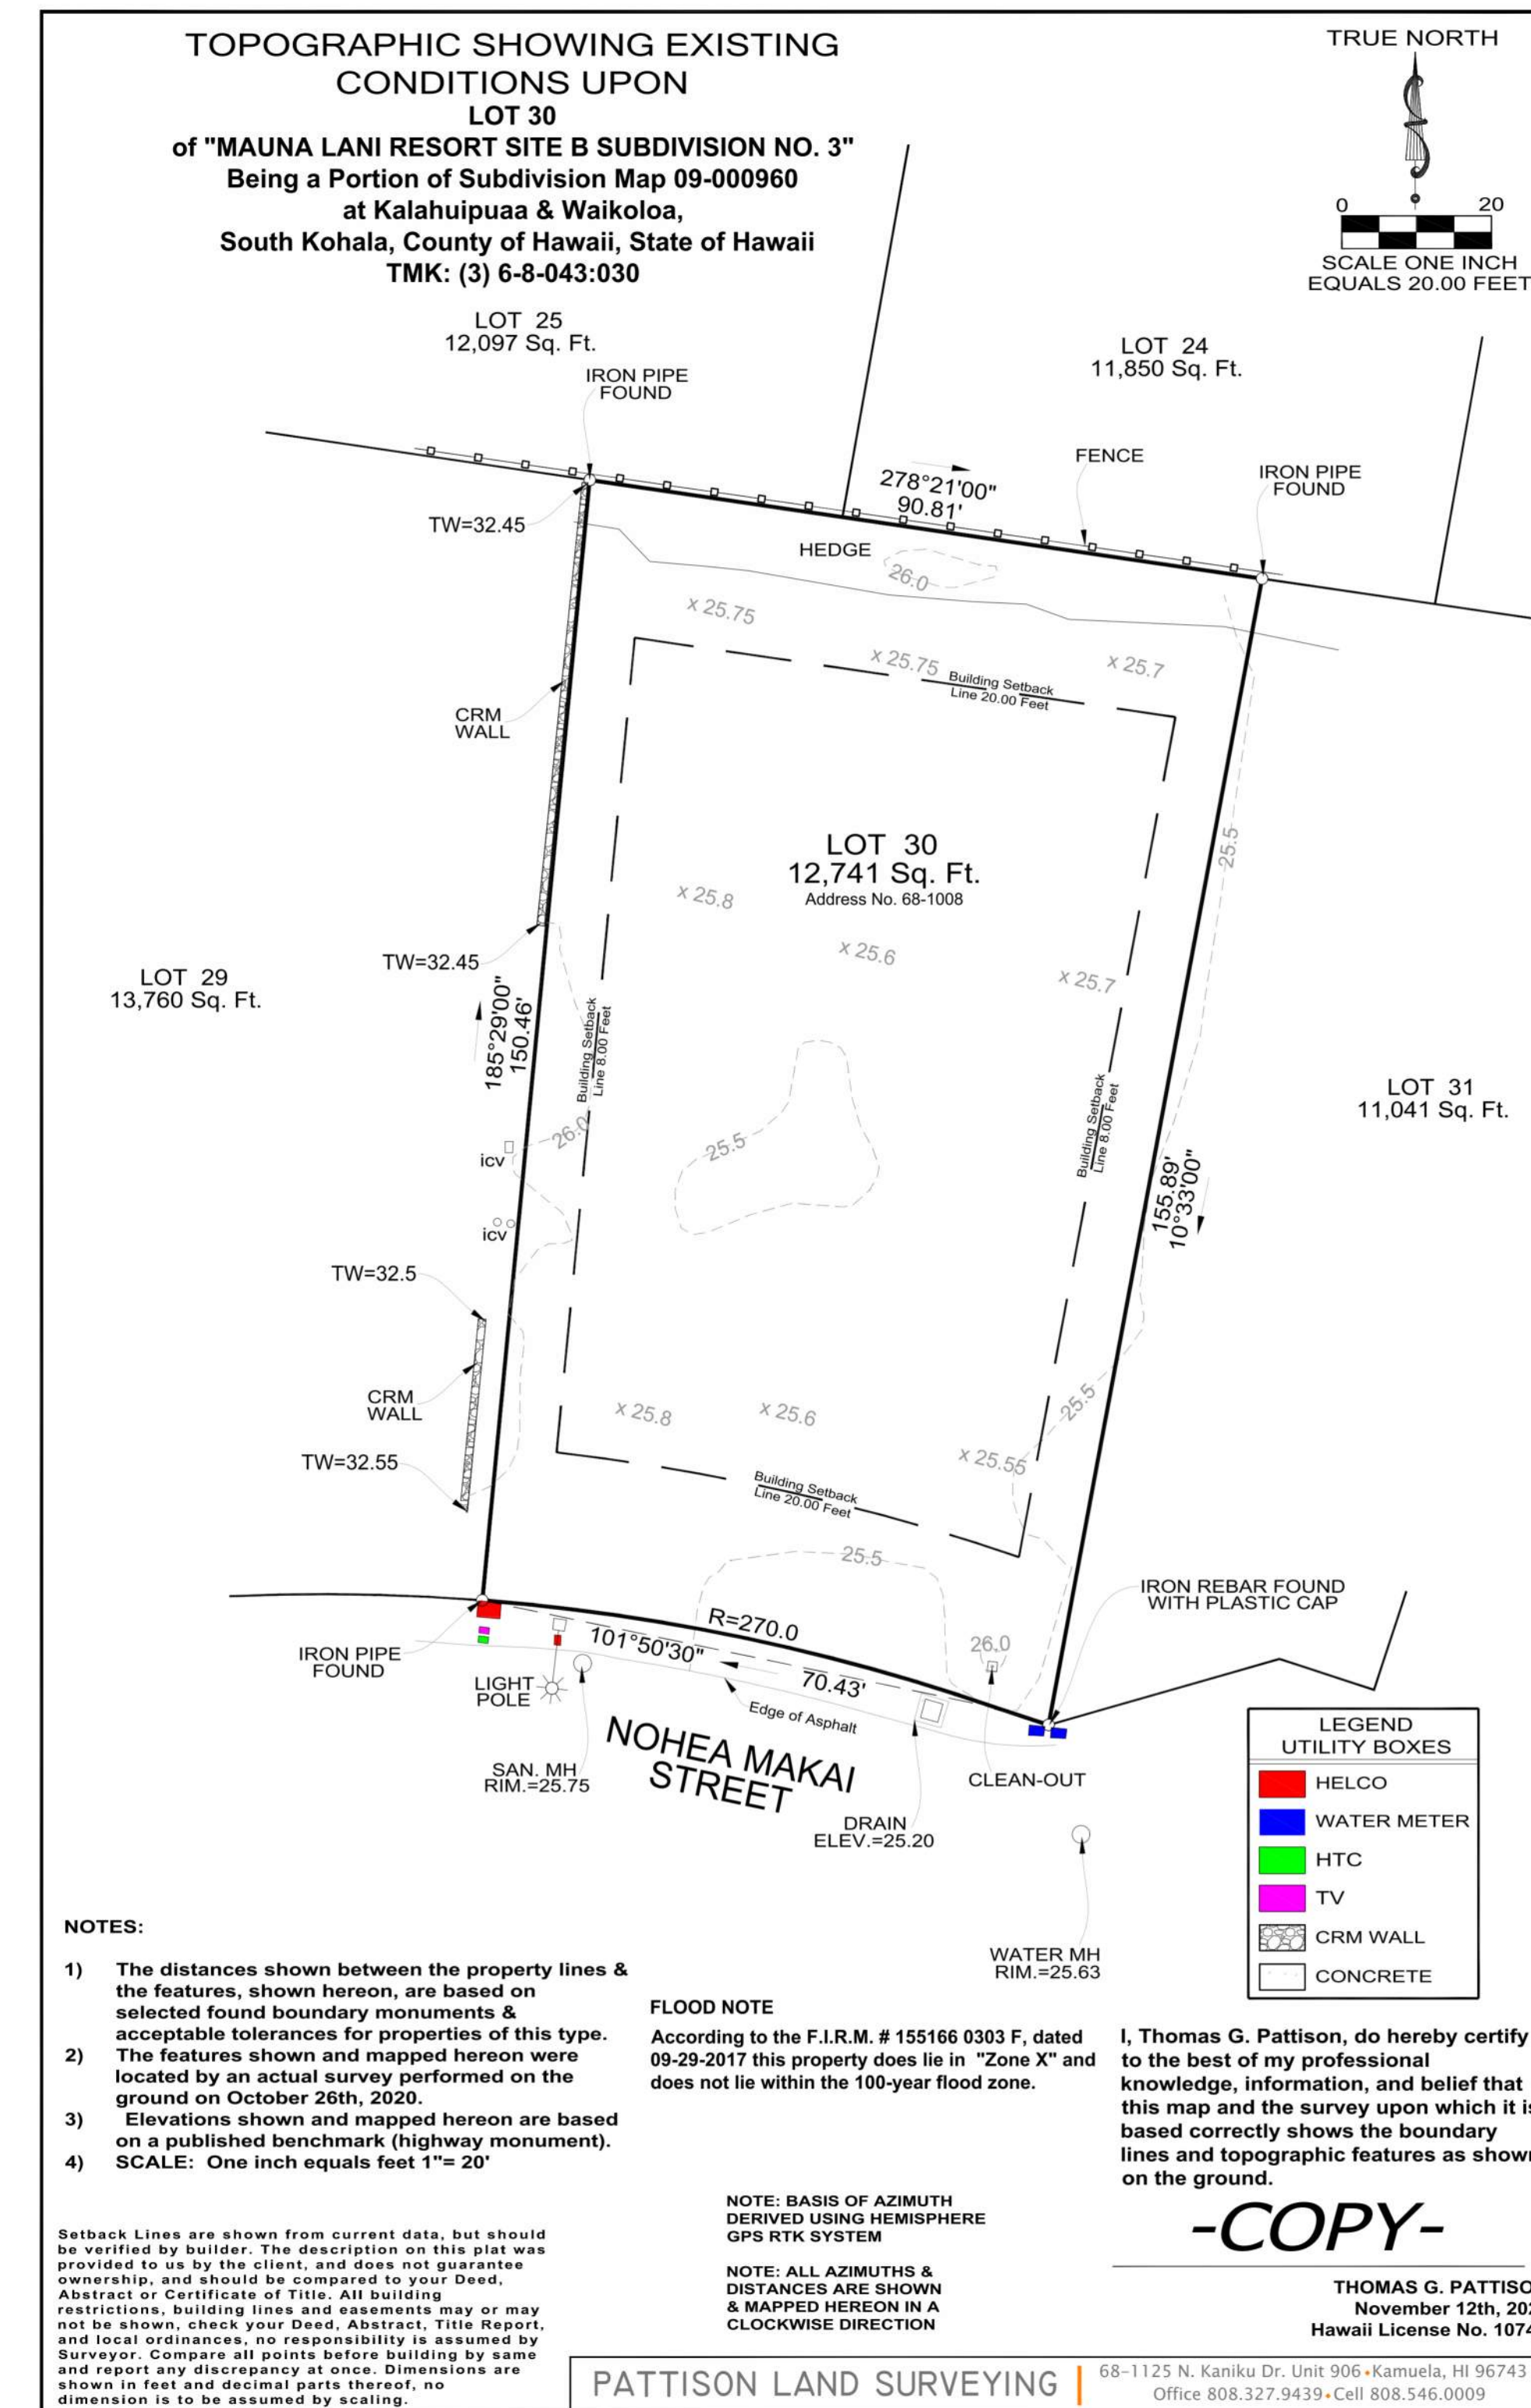 TOPOGRAPHIC SHOWING EXISTING
CONDITIONS UPON
LOT 30
of "MAUNA LANI RESORT SITE B SUBDIVISION NO. 3"
Being a Portion of Subdivision Map 09-000960
at Kalahuipuaa & Waikoloa,
South Kohala, County of Hawaii, State of Hawaii
TMK: (3) 6-8-043:030
TRUE NORTH
0 20
SCALE ONE INCH
EQUALS 20.00 FEET
LOT 25
12,097 Sq. Ft.
LOT 24
11,850 Sq. Ft.
IRON PIPE
FOUND
FENCE
IRON PIPE
FOUND
278°21'00"
90.81'
TW=32.45
HEDGE
26.0
x 25.75
x 25.75
x 25.7
Building Setback
Line 20.00 Feet
CRM
WALL
25.5
LOT 30
12,741 Sq. Ft.
Address No. 68-1008
x 25.8
x 25.6
x 25.7
TW=32.45
LOT 29
13,760 Sq. Ft.
185°29'00"
150.46'
Building Setback
Line 8.00 Feet
LOT 31
11,041 Sq. Ft.
Building Setback
Line 8.00 Feet
26.0
25.5
icv
155.89'
10°33'00"
icv
TW=32.5
CRM
WALL
x 25.8
x 25.6
25.5
x 25.55
TW=32.55
Building Setback
Line 20.00 Feet
25.5
IRON REBAR FOUND
WITH PLASTIC CAP
R=270.0
101°50'30"
70.43'
26.0
IRON PIPE
FOUND
LIGHT
POLE
Edge of Asphalt
NOHEA MAKAI
STREET
SAN. MH
RIM.=25.75
CLEAN-OUT
DRAIN
ELEV.=25.20
WATER MH
RIM.=25.63
LEGEND
UTILITY BOXES
HELCO
WATER METER
HTC
TV
CRM WALL
CONCRETE
NOTES:
1) The distances shown between the property lines &
the features, shown hereon, are based on
selected found boundary monuments &
acceptable tolerances for properties of this type.
2) The features shown and mapped hereon were
located by an actual survey performed on the
ground on October 26th, 2020.
3) Elevations shown and mapped hereon are based
on a published benchmark (highway monument).
4) SCALE: One inch equals feet 1"= 20'
FLOOD NOTE
According to the F.I.R.M. # 155166 0303 F, dated
09-29-2017 this property does lie in "Zone X" and
does not lie within the 100-year flood zone.
I, Thomas G. Pattison, do hereby certify
to the best of my professional
knowledge, information, and belief that
this map and the survey upon which it is
based correctly shows the boundary
lines and topographic features as shown
on the ground.
-COPY-
THOMAS G. PATTISO
November 12th, 202
Hawaii License No. 1074
NOTE: BASIS OF AZIMUTH
DERIVED USING HEMISPHERE
GPS RTK SYSTEM
NOTE: ALL AZIMUTHS &
DISTANCES ARE SHOWN
& MAPPED HEREON IN A
CLOCKWISE DIRECTION
Setback Lines are shown from current data, but should
be verified by builder. The description on this plat was
provided to us by the client, and does not guarantee
ownership, and should be compared to your Deed,
Abstract or Certificate of Title. All building
restrictions, building lines and easements may or may
not be shown, check your Deed, Abstract, Title Report,
and local ordinances, no responsibility is assumed by
Surveyor. Compare all points before building by same
and report any discrepancy at once. Dimensions are
shown in feet and decimal parts thereof, no
dimension is to be assumed by scaling.
PATTISON LAND SURVEYING
68-1125 N. Kaniku Dr. Unit 906•Kamuela, HI 96743
Office 808.327.9439•Cell 808.546.0009